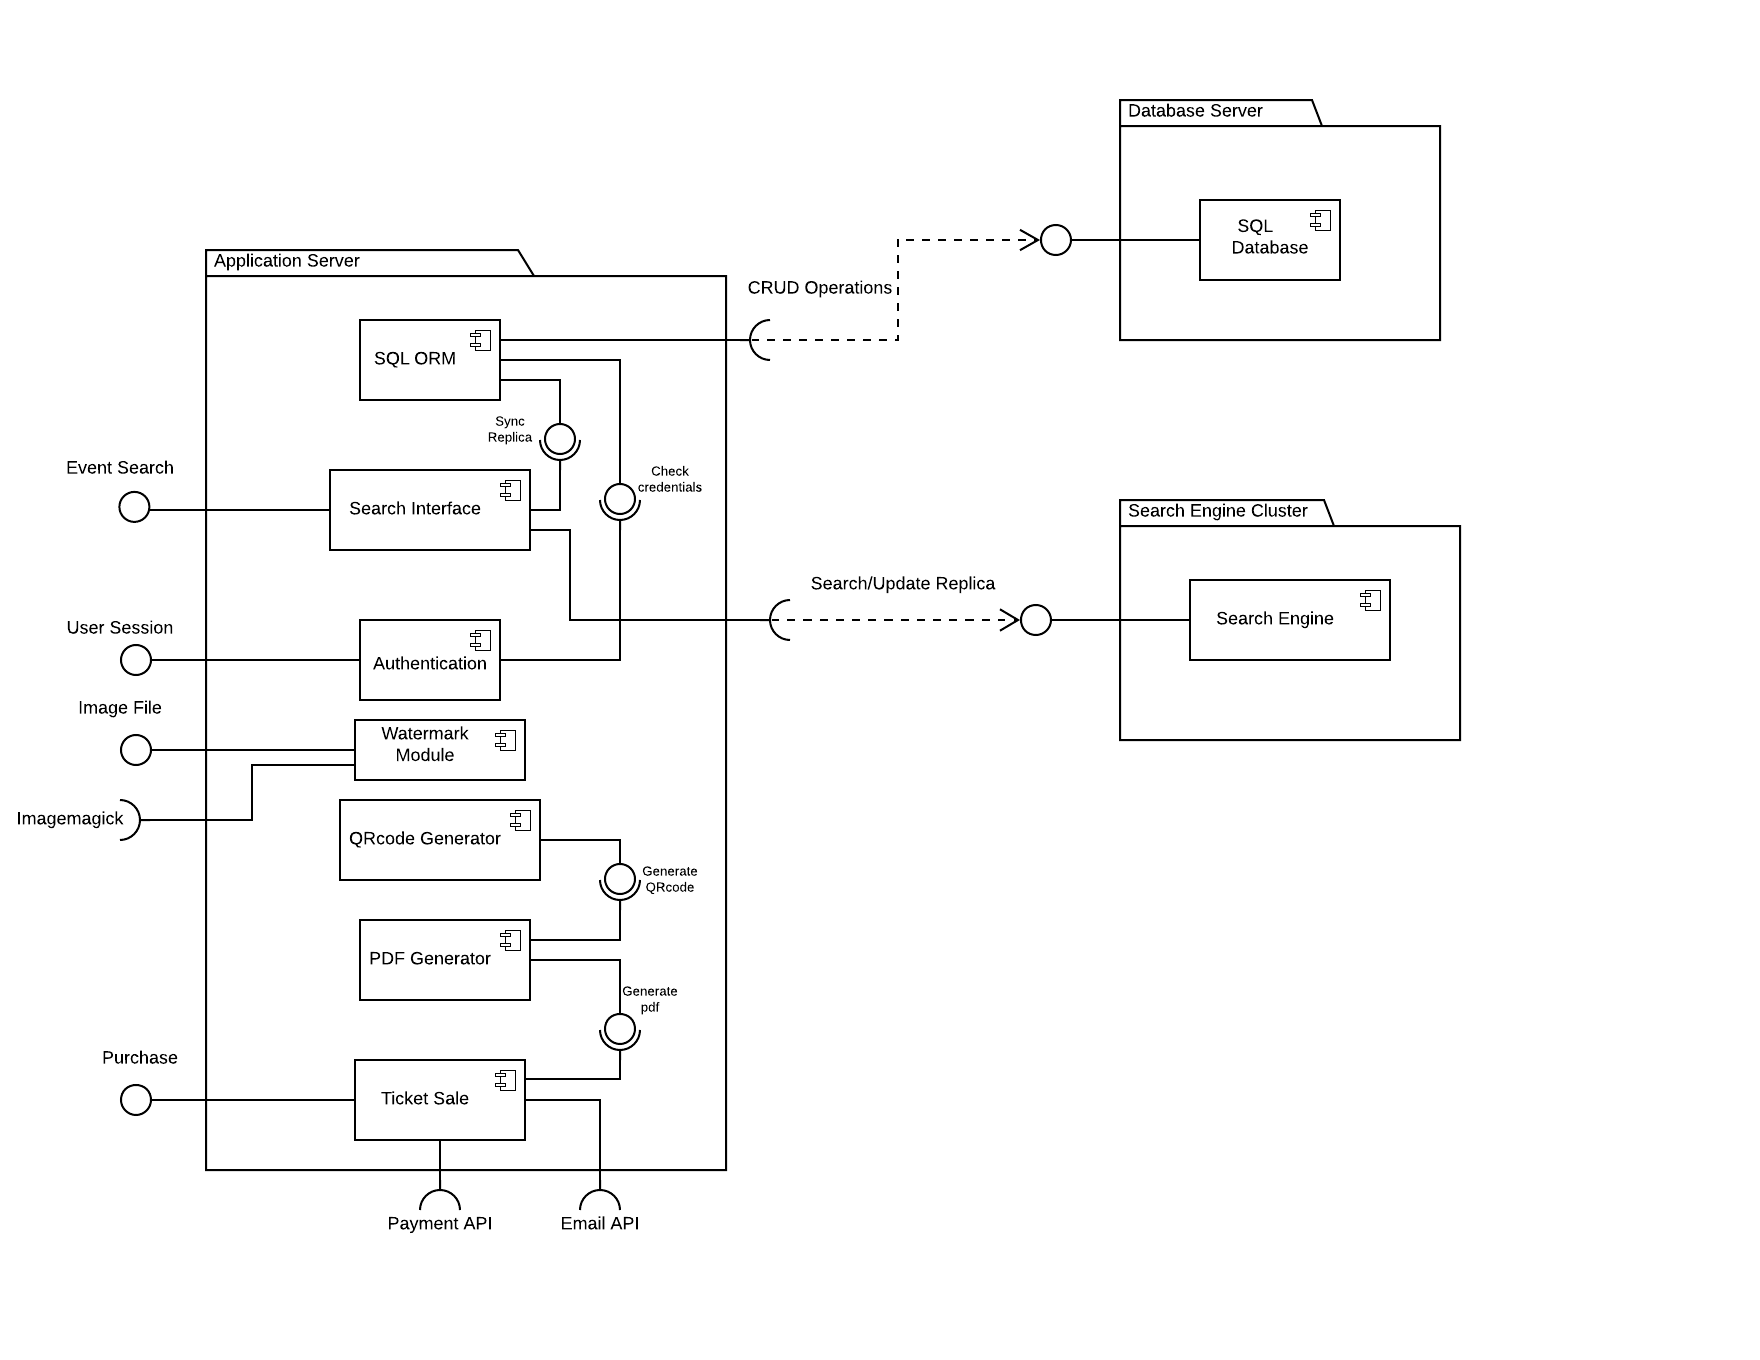 Database Server
SQL
Database
Application Server
CRUD Operations
SQL ORM
Sync
Replica
Event Search
Check
credentials
Search Interface
Search Engine Cluster
Search/Update Replica
Search Engine
User Session
Authentication
Image File
Watermark
Module
Imagemagick
QRcode Generator
Generate
QRcode
PDF Generator
Generate
pdf
Purchase
Ticket Sale
Payment API
Email API